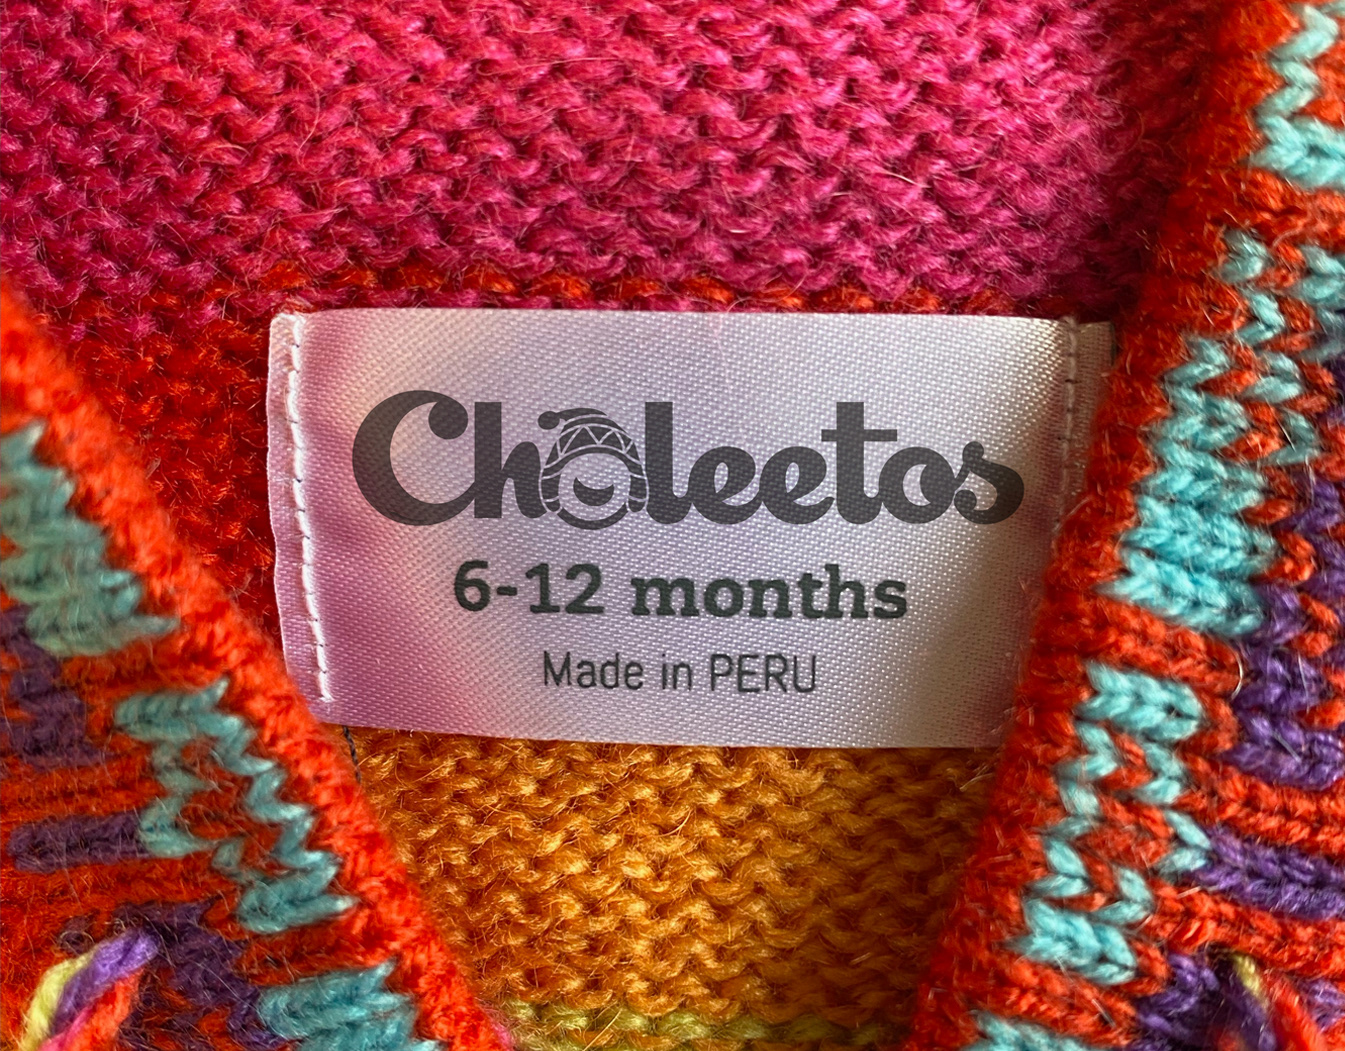 Choleetos
6-12 months
Made in PERU